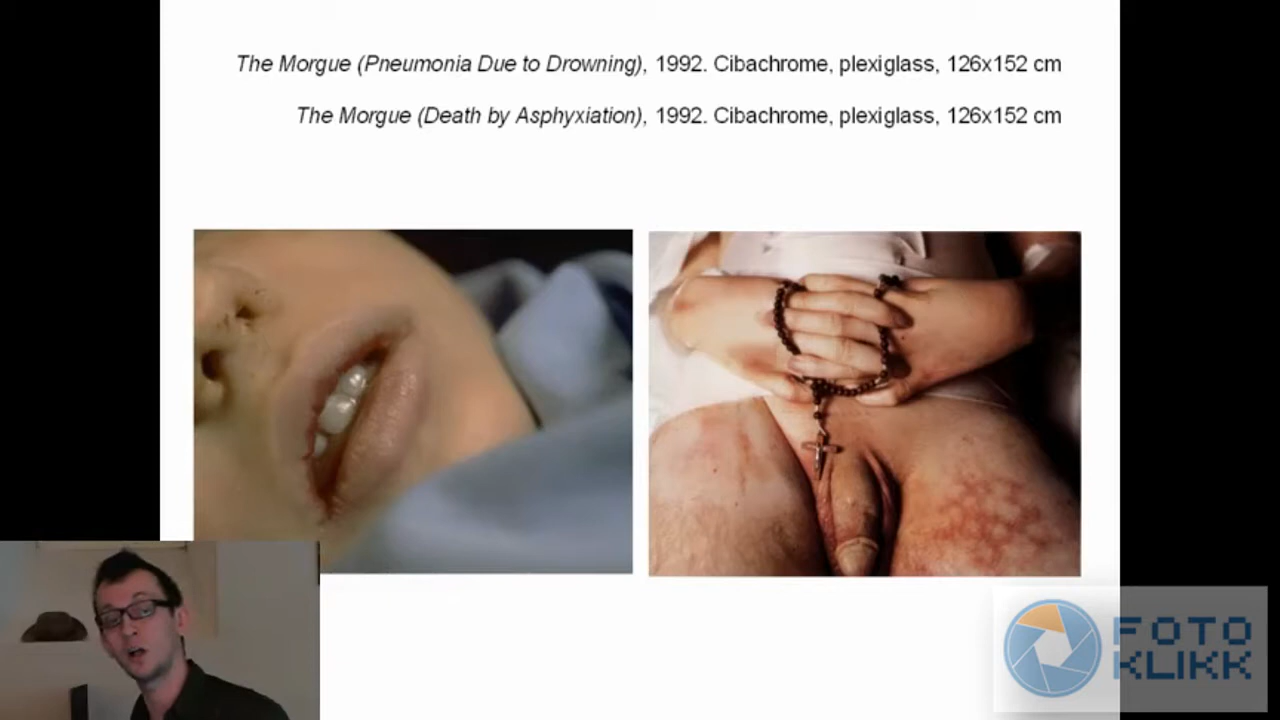 The Morgue (Pneumonia Due to Drowning), 1992. Cibachrome, plexiglass, 126x152 cm
The Morgue (Death by Asphyxiation), 1992. Cibachrome, plexiglass, 126x152 cm
FOTO
KLIKK